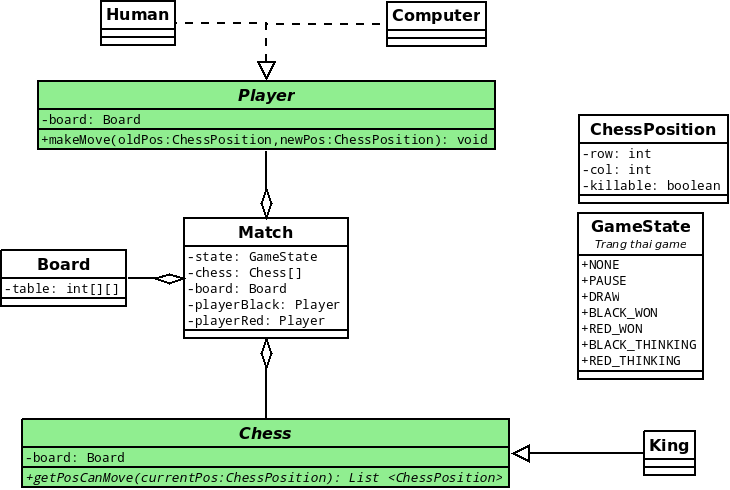 Human
Computer
Player
-board: Board
+makeMove(oldPos:ChessPosition,newPos:ChessPosition): void
ChessPosition
-row: int
-col: int
-killable: boolean
GameState
Trang thai game
+NONE
+PAUSE
+DRAW
+BLACK_WON
+RED_WON
+BLACK_THINKING
+RED_THINKING
Match
-state: GameState
-chess: Chess[]
-board: Board
-playerBlack: Player
-playerRed: Player
Board
-table: int[][]
Chess
-board: Board
+getPosCanMove(currentPos:ChessPosition): List <ChessPosition>
King